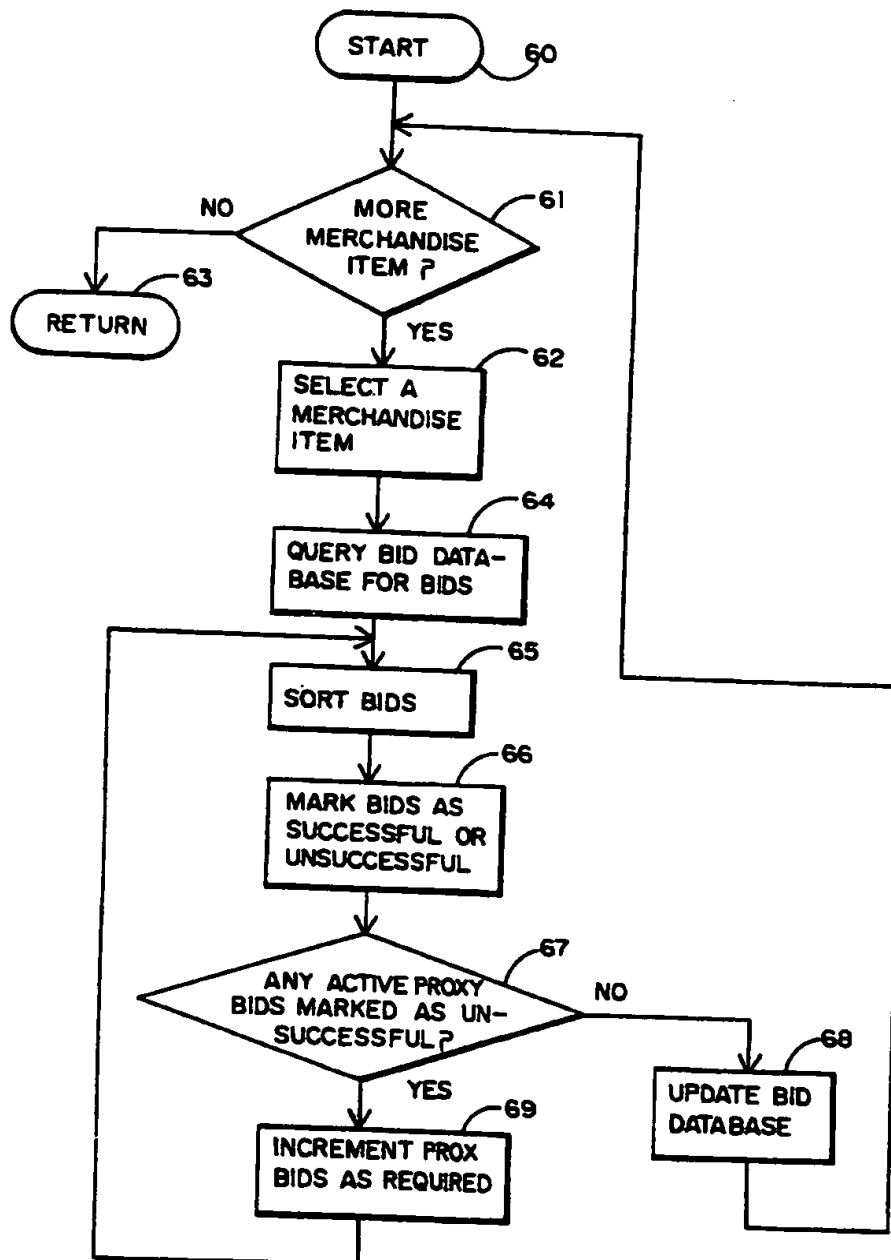 START
60
MORE
MERCHANDISE
ITEM ?
61
NO
63
RETURN
YES
62
SELECT A
MERCHANDISE
ITEM
64
QUERY BID DATA-
BASE FOR BIDS
65
SORT BIDS
66
MARK BIDS AS
SUCCESSFUL OR
UNSUCCESSFUL
67
ANY ACTIVE PROXY
BIDS MARKED AS UN-
SUCCESSFUL?
NO
68
UPDATE BID
DATABASE
YES
69
INCREMENT PROX
BIDS AS REQUIRED